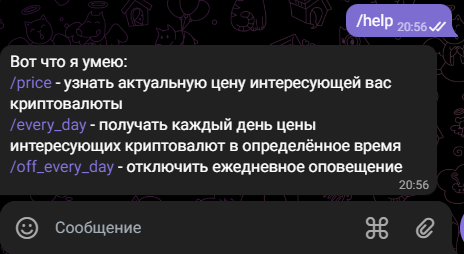 /help 20:56
Вот что я умею:
/price - узнать актуальную цену интересующей вас
криптовалюты
/every_day - получать каждый день цены
интересующих криптовалют в определённое время
/off_every_day - отключить ежедневное оповещение
20:56
Сообщение